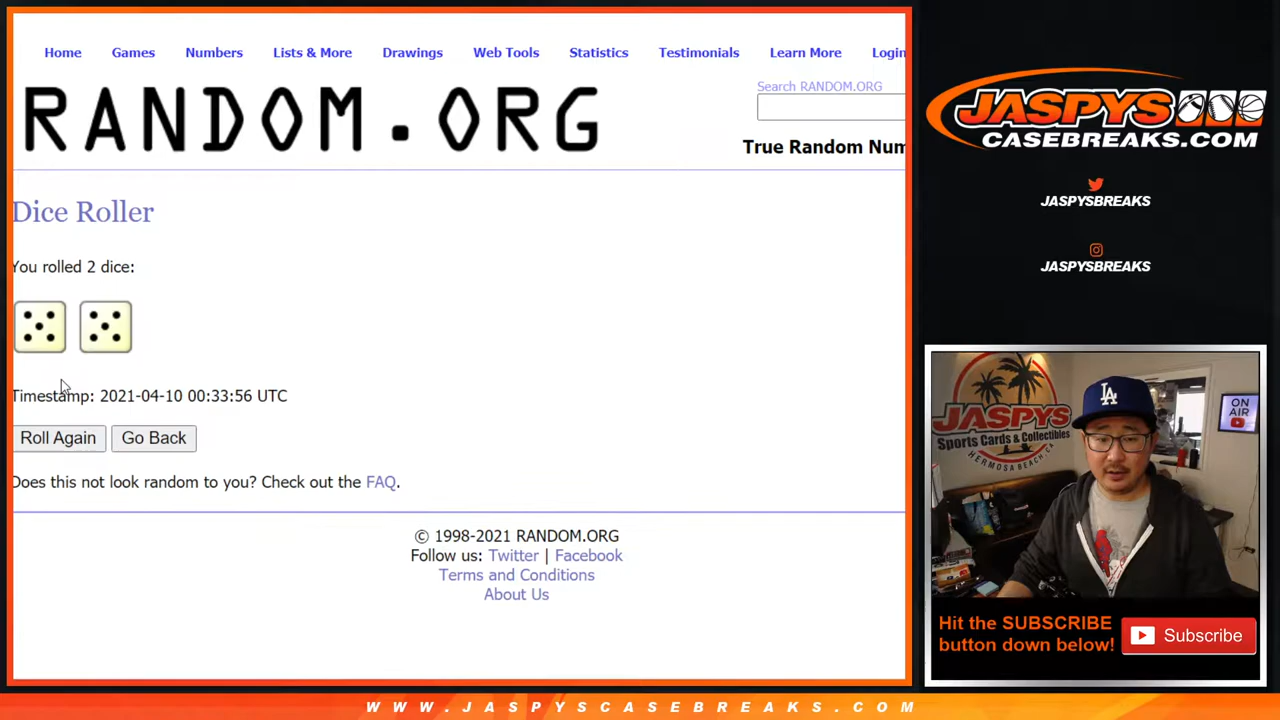 Home Games Numbers Lists & More Drawings Web Tools Statistics Testimonials Learn More Login
RANDOM.ORG
Search RANDOM.ORG
True Random Num
Dice Roller
You rolled 2 dice:
Timestamp: 2021-04-10 00:33:56 UTC
Roll Again Go Back
Does this not look random to you? Check out the FAQ.
© 1998-2021 RANDOM.ORG
Follow us: Twitter | Facebook
Terms and Conditions
About Us
JASPYS
CASEBREAKS.COM
JASPYSBREAKS
JASPYSBREAKS
JASPYS
Sports Cards & Collectibles
HERMOSA BEACH, CA
LA
ON
AIR
Hit the SUBSCRIBE
button down below!
Subscribe
WWW.JASPYSCASEBREAKS.COM